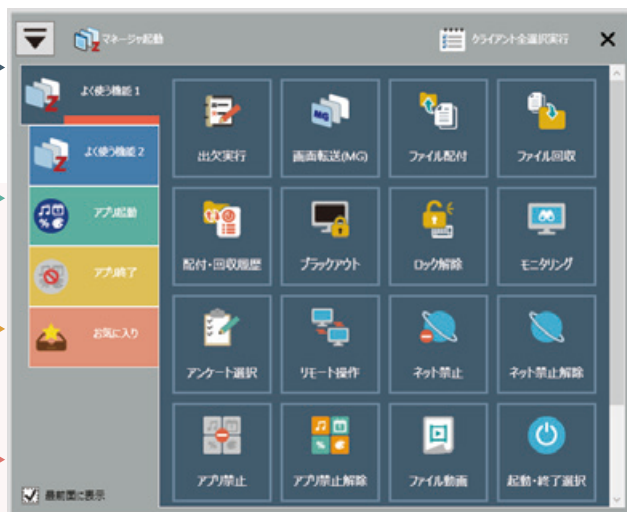 マネージャ起動
クライアント全選択実行
よく使う機能1
よく使う機能2
アプリ起動
アプリ終了
お気に入り
出欠実行
画面転送(MG)
ファイル配付
ファイル回収
配付・回収履歴
ブラックアウト
ロック解除
モニタリング
アンケート選択
リモート操作
ネット禁止
ネット禁止解除
アプリ禁止
アプリ禁止解除
ファイル動画
起動・終了選択
最前面に表示